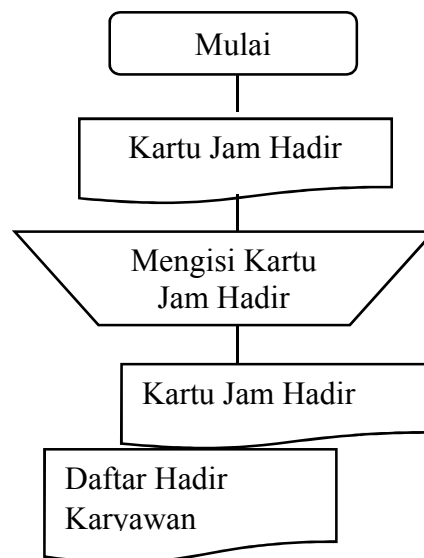 Mulai
Kartu Jam Hadir
Mengisi Kartu
Jam Hadir
Kartu Jam Hadir
Daftar Hadir
Karyawan